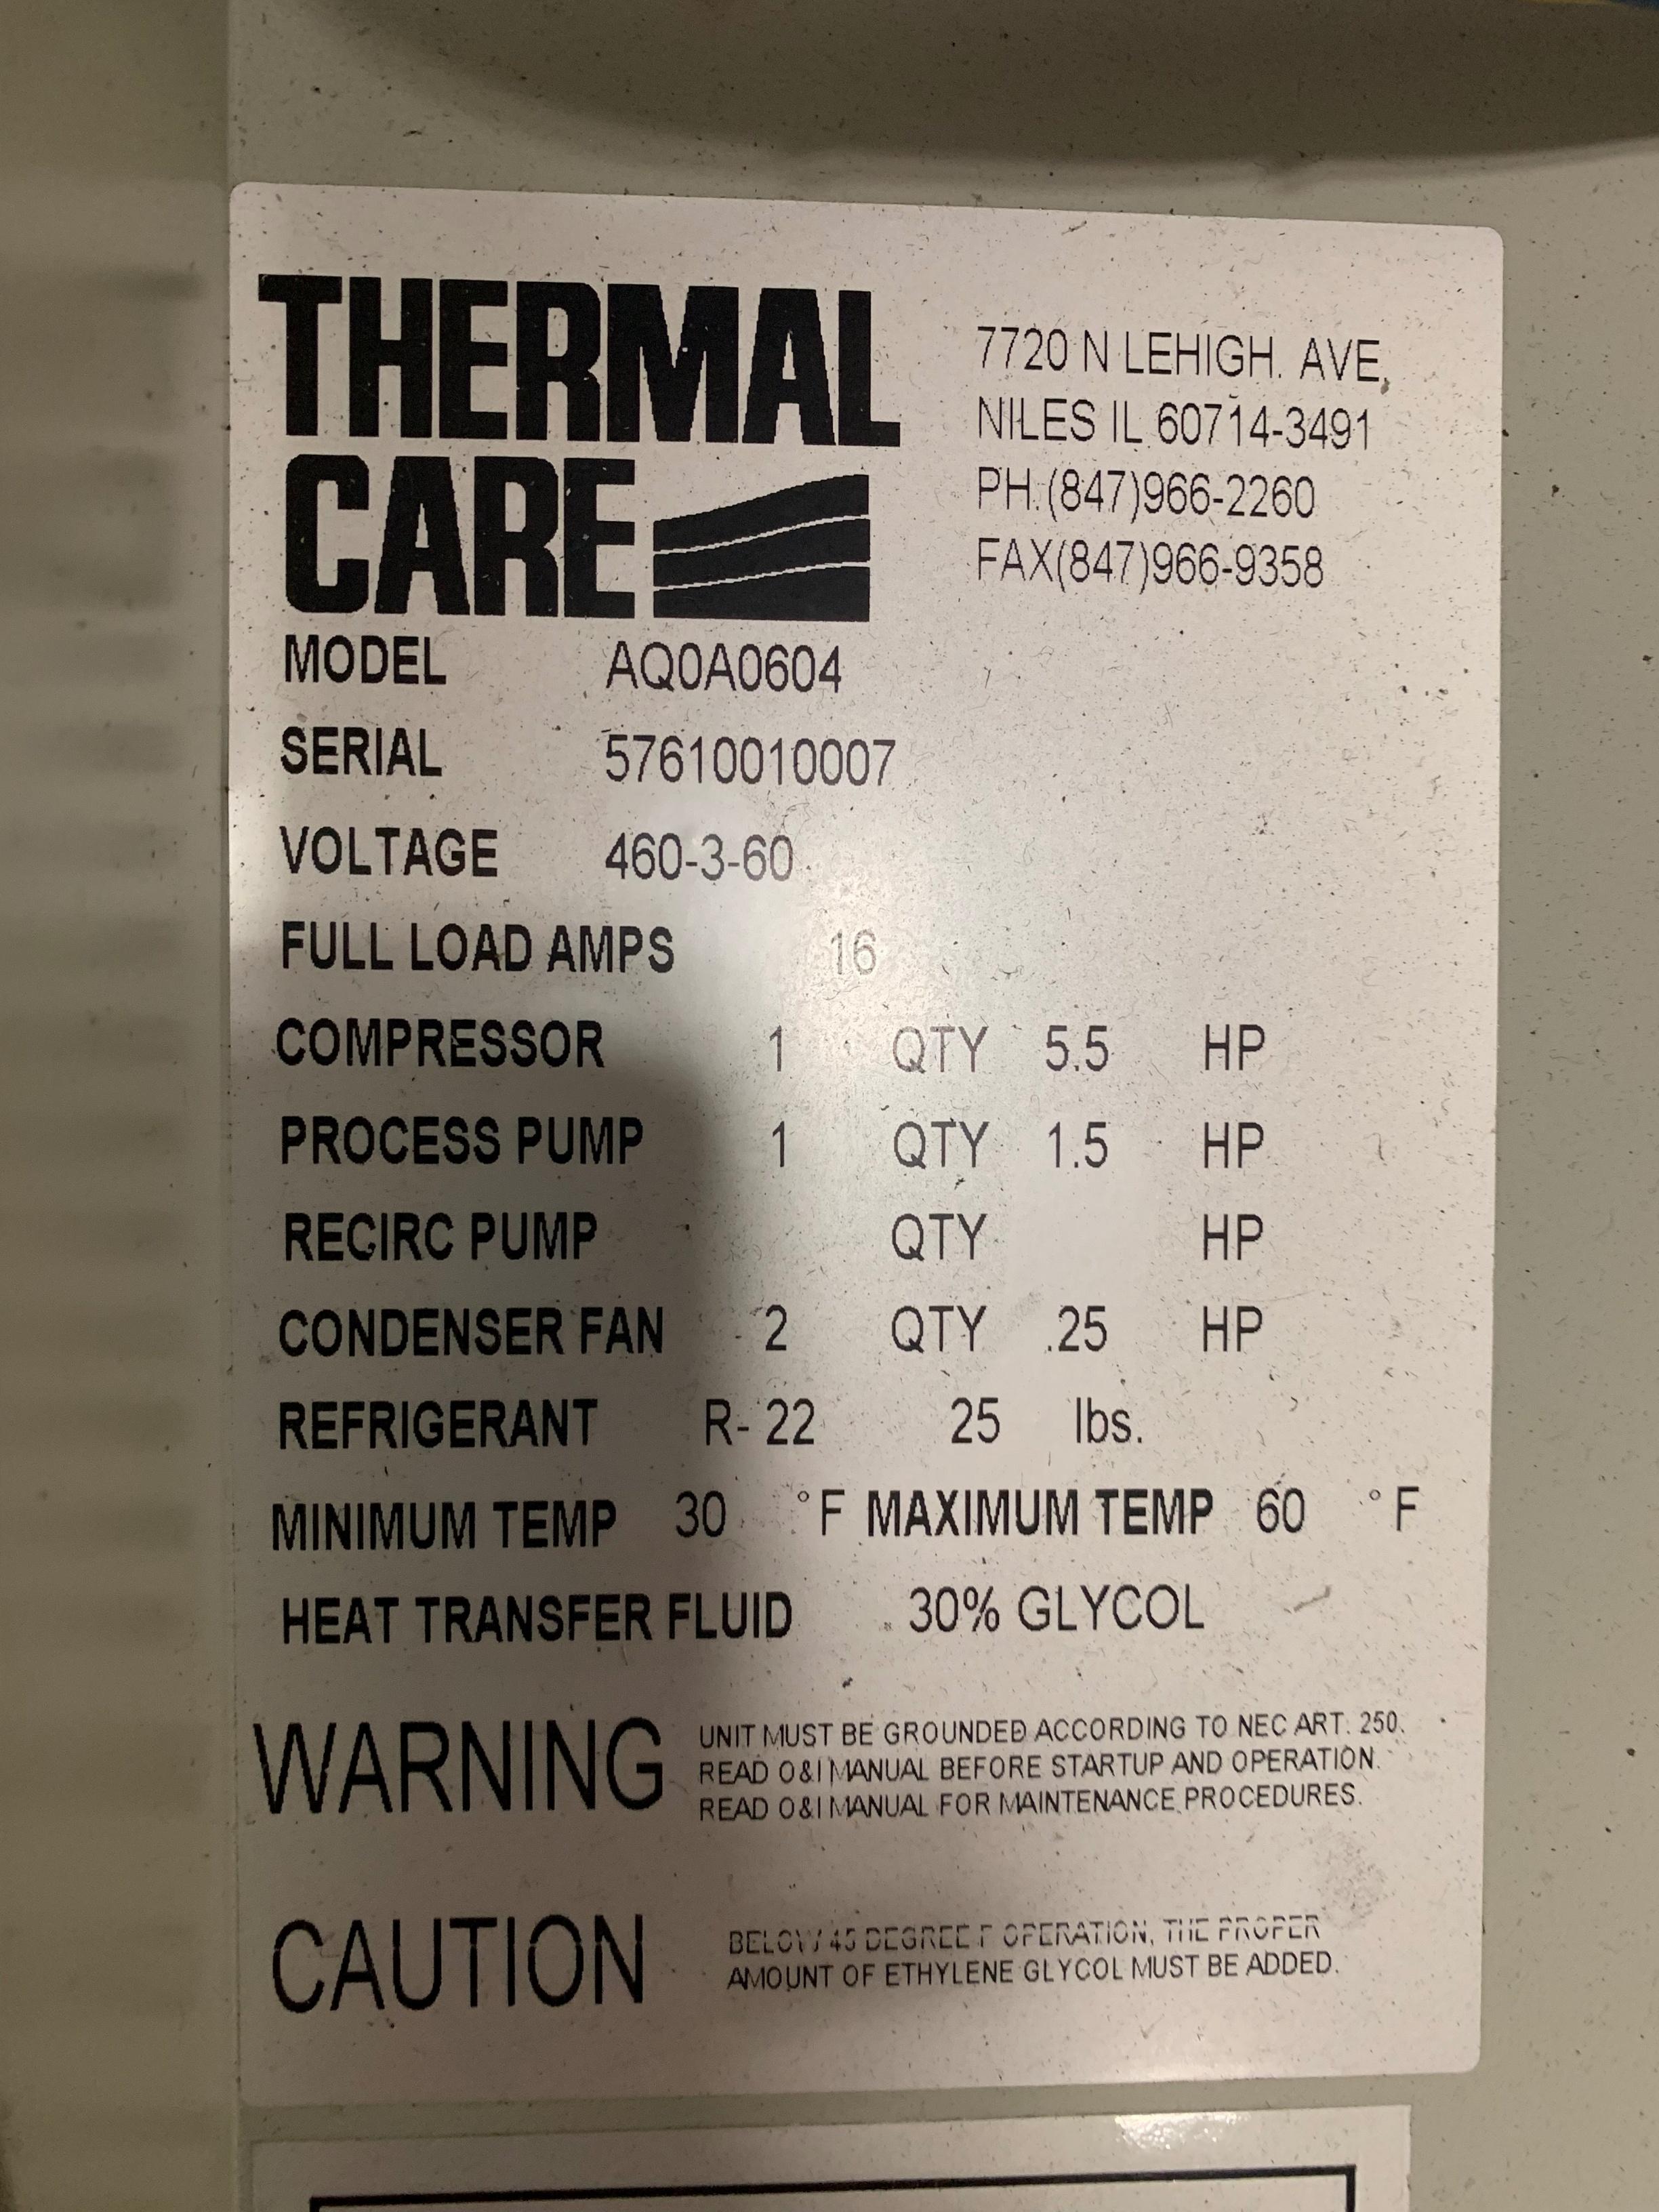 THERMAL
CARE
7720 N LEHIGH. AVE,
NILES IL 60714-3491
PH.(847)966-2260
FAX(847)966-9358
MODEL AQ0A0604
SERIAL 57610010007
VOLTAGE 460-3-60
FULL LOAD AMPS 16
COMPRESSOR 1 QTY 5.5 HP
PROCESS PUMP 1 QTY 1.5 HP
RECIRC PUMP QTY HP
CONDENSER FAN 2 QTY .25 HP
REFRIGERANT R- 22 25 lbs.
MINIMUM TEMP 30 °F MAXIMUM TEMP 60 °F
HEAT TRANSFER FLUID 30% GLYCOL
WARNING
UNIT MUST BE GROUNDED ACCORDING TO NEC ART. 250.
READ O&I MANUAL BEFORE STARTUP AND OPERATION.
READ O&I MANUAL FOR MAINTENANCE PROCEDURES.
CAUTION
BELOW 45 DEGREE F OPERATION, THE PROPER
AMOUNT OF ETHYLENE GLYCOL MUST BE ADDED.